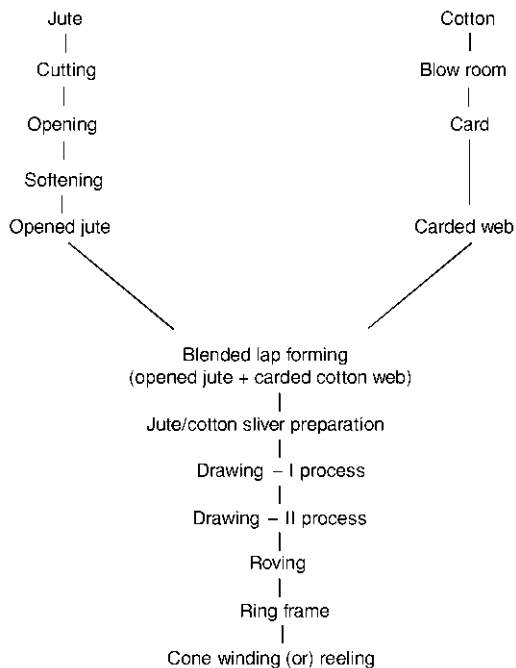 Jute
Cutting
Opening
Softening
Opened jute
Cotton
Blow room
Card
Carded web
Blended lap forming
(opened jute + carded cotton web)
Jute/cotton sliver preparation
Drawing – I process
Drawing – II process
Roving
Ring frame
Cone winding (or) reeling